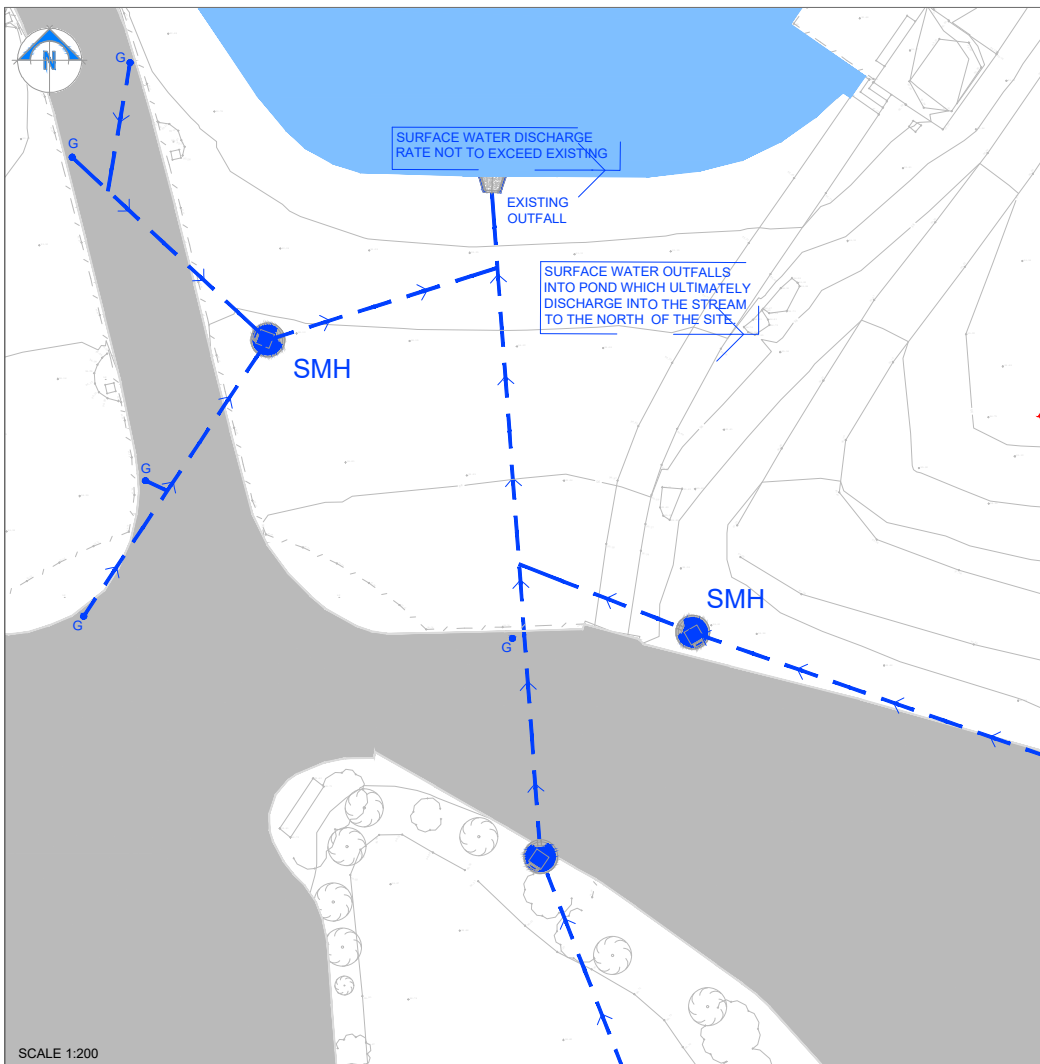 N
G
G
SURFACE WATER DISCHARGE
RATE NOT TO EXCEED EXISTING
EXISTING
OUTFALL
SURFACE WATER OUTFALLS
INTO POND WHICH ULTIMATELY
DISCHARGE INTO THE STREAM
TO THE NORTH OF THE SITE
SMH
G
SMH
G
G
SCALE 1:200